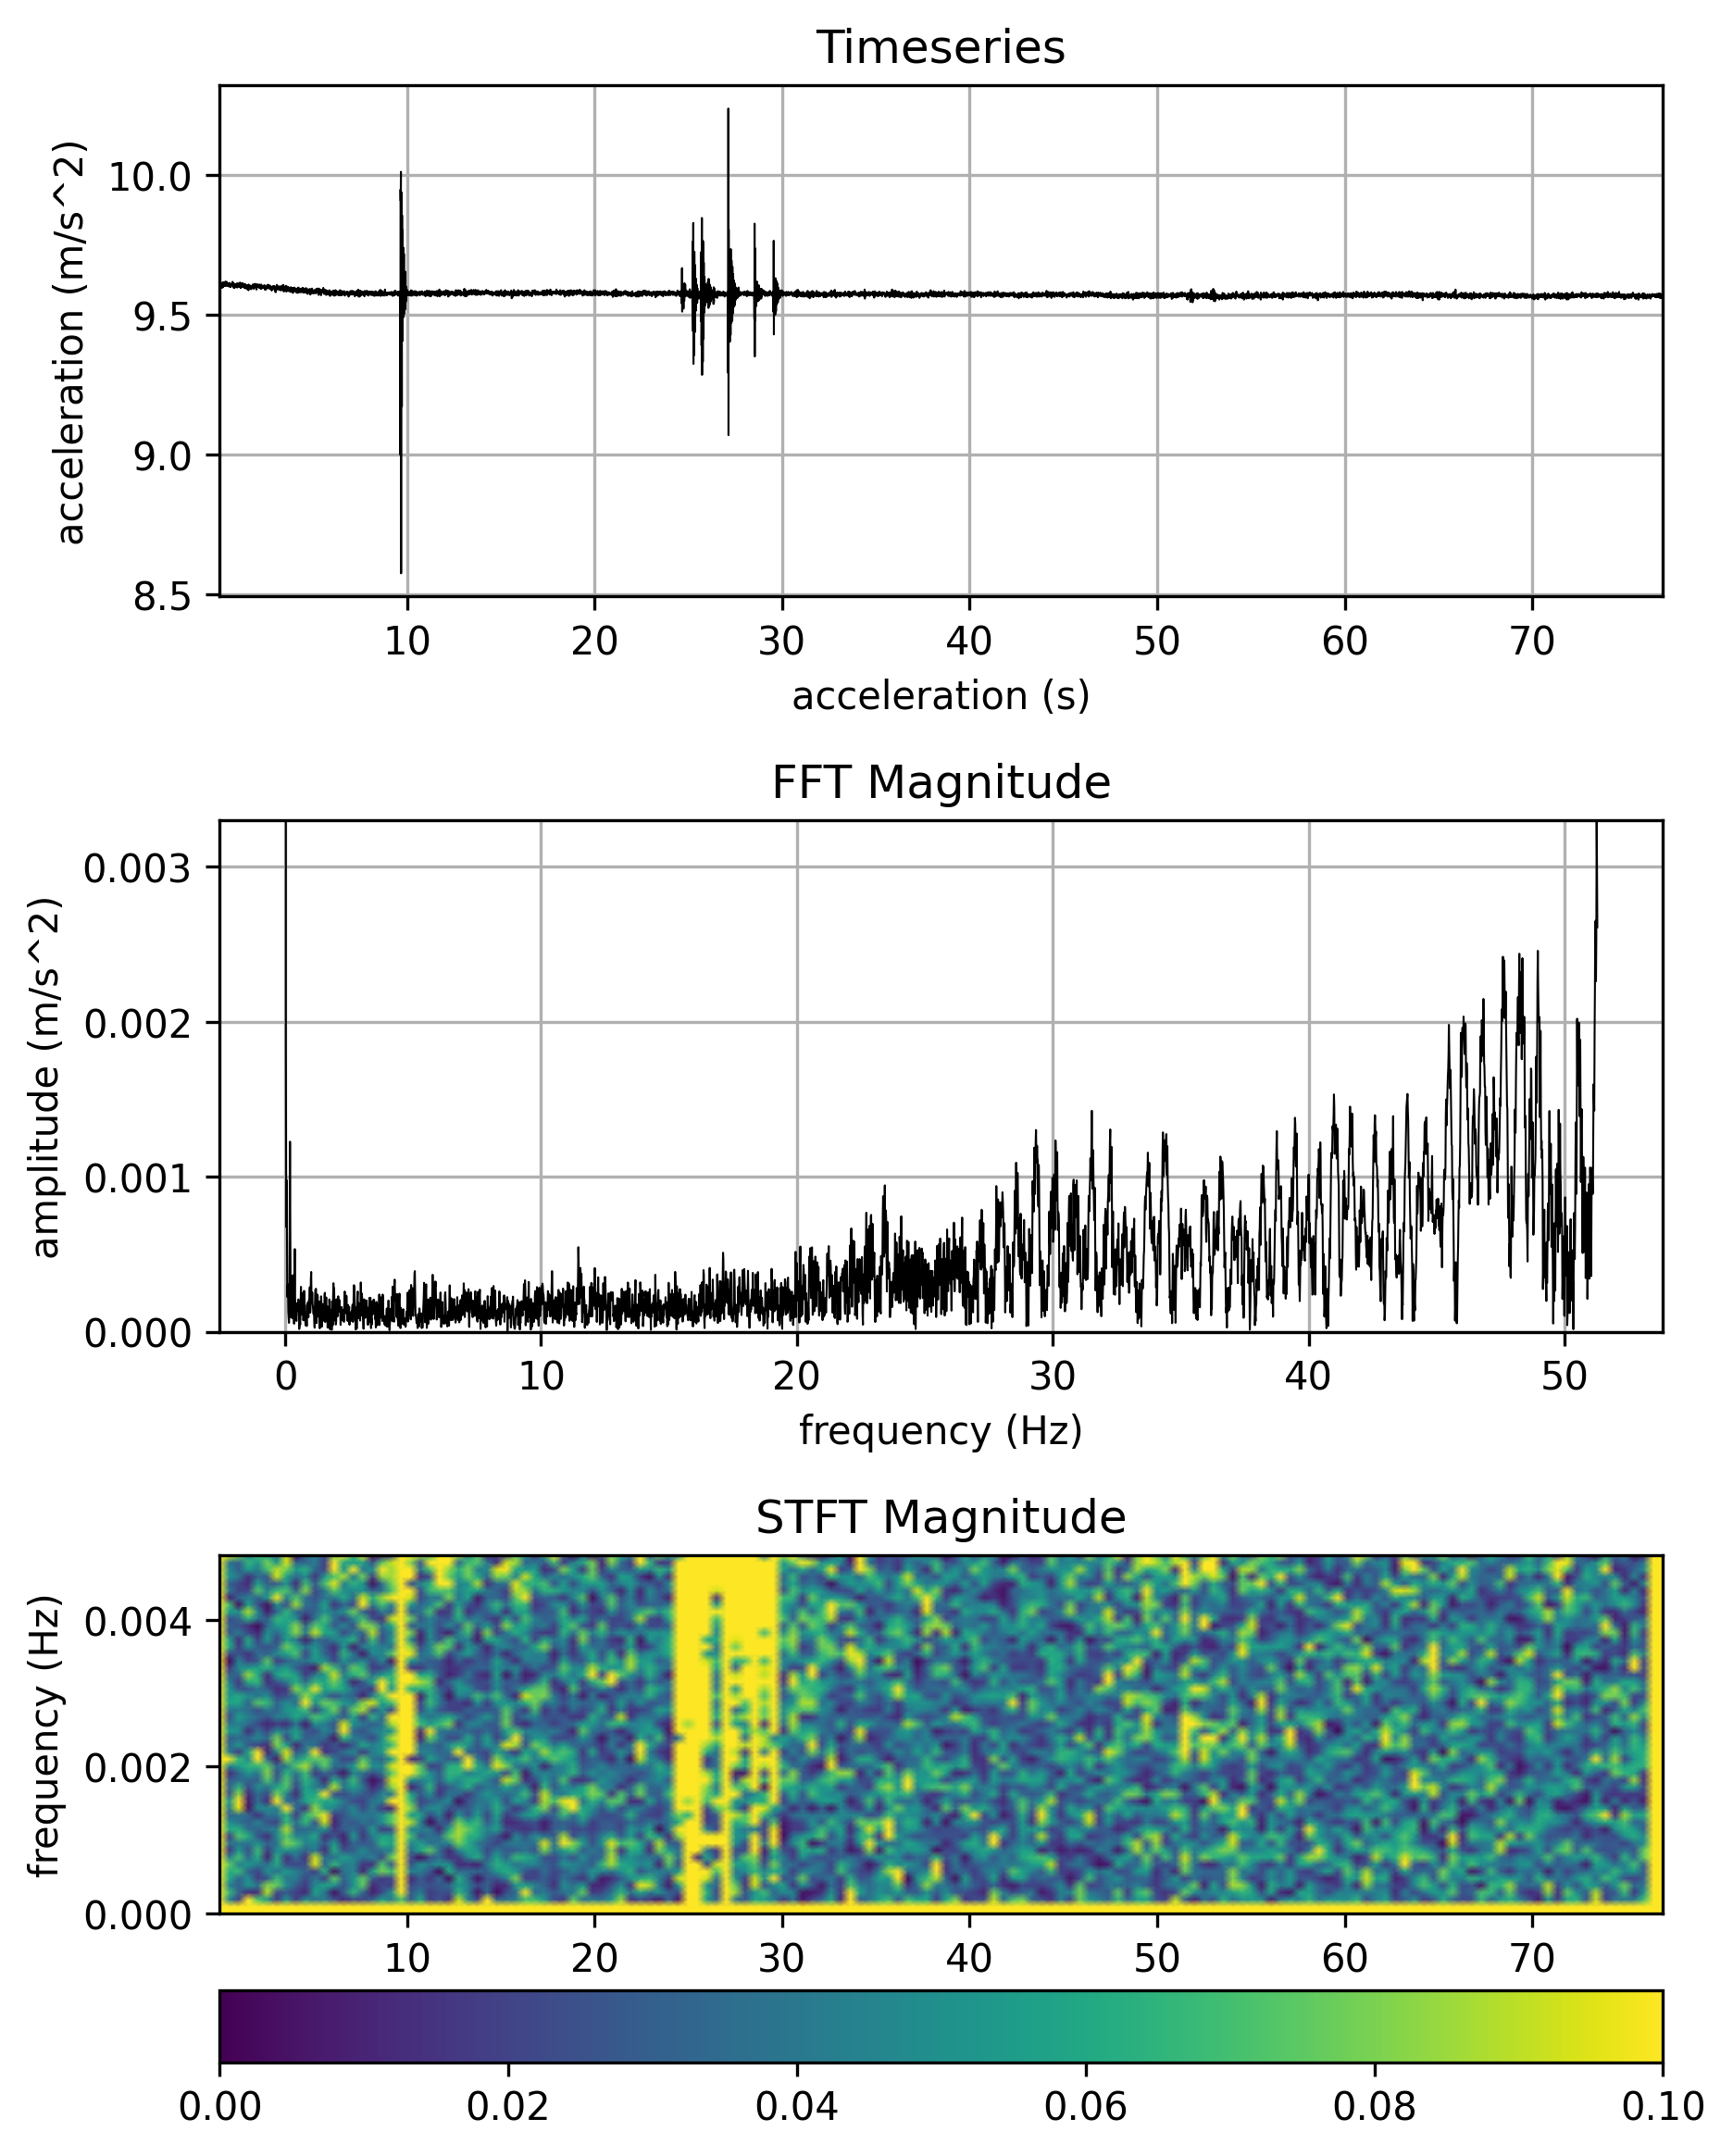 Timeseries
acceleration (m/s^2)
10.0
9.5
9.0
8.5
10 20 30 40 50 60 70
acceleration (s)
FFT Magnitude
amplitude (m/s^2)
0.003
0.002
0.001
0.000
0 10 20 30 40 50
frequency (Hz)
STFT Magnitude
frequency (Hz)
0.004
0.002
0.000
10 20 30 40 50 60 70
0.00 0.02 0.04 0.06 0.08 0.10